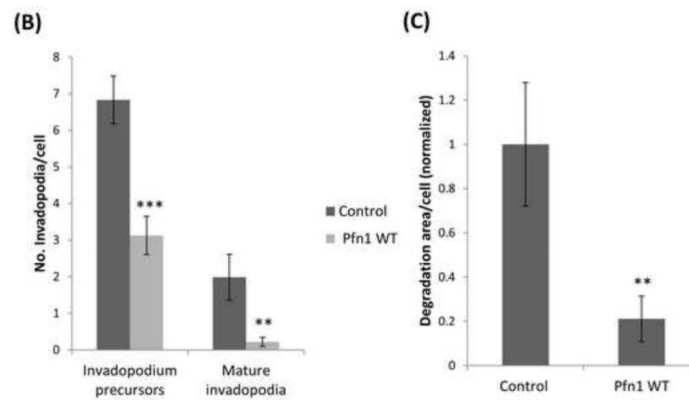 (B)
8
7
6
5
4
3
2
1
0
No. Invadopodia/cell
***
**
Invadopodium
precursors
Mature
invadopodia
Control
Pfn1 WT
(C)
1.4
1.2
1
0.8
0.6
0.4
0.2
0
Degradation area/cell (normalized)
**
Control
Pfn1 WT